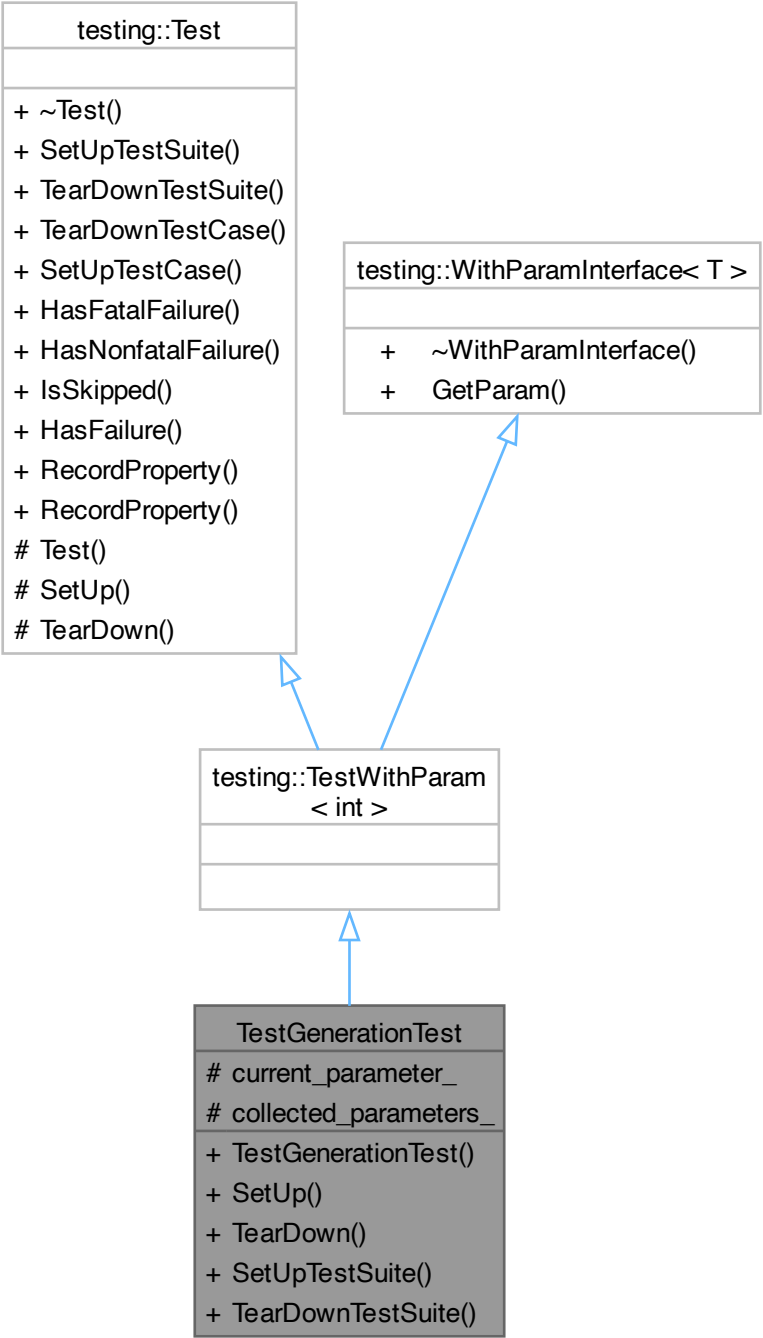 testing::Test
+ ~Test()
+ SetUpTestSuite()
+ TearDownTestSuite()
+ TearDownTestCase()
+ SetUpTestCase()
+ HasFatalFailure()
+ HasNonfatalFailure()
+ IsSkipped()
+ HasFailure()
+ RecordProperty()
+ RecordProperty()
# Test()
# SetUp()
# TearDown()
testing::WithParamInterface< T >
+ ~WithParamInterface()
+ GetParam()
testing::TestWithParam
< int >
TestGenerationTest
# current_parameter_
# collected_parameters_
+ TestGenerationTest()
+ SetUp()
+ TearDown()
+ SetUpTestSuite()
+ TearDownTestSuite()